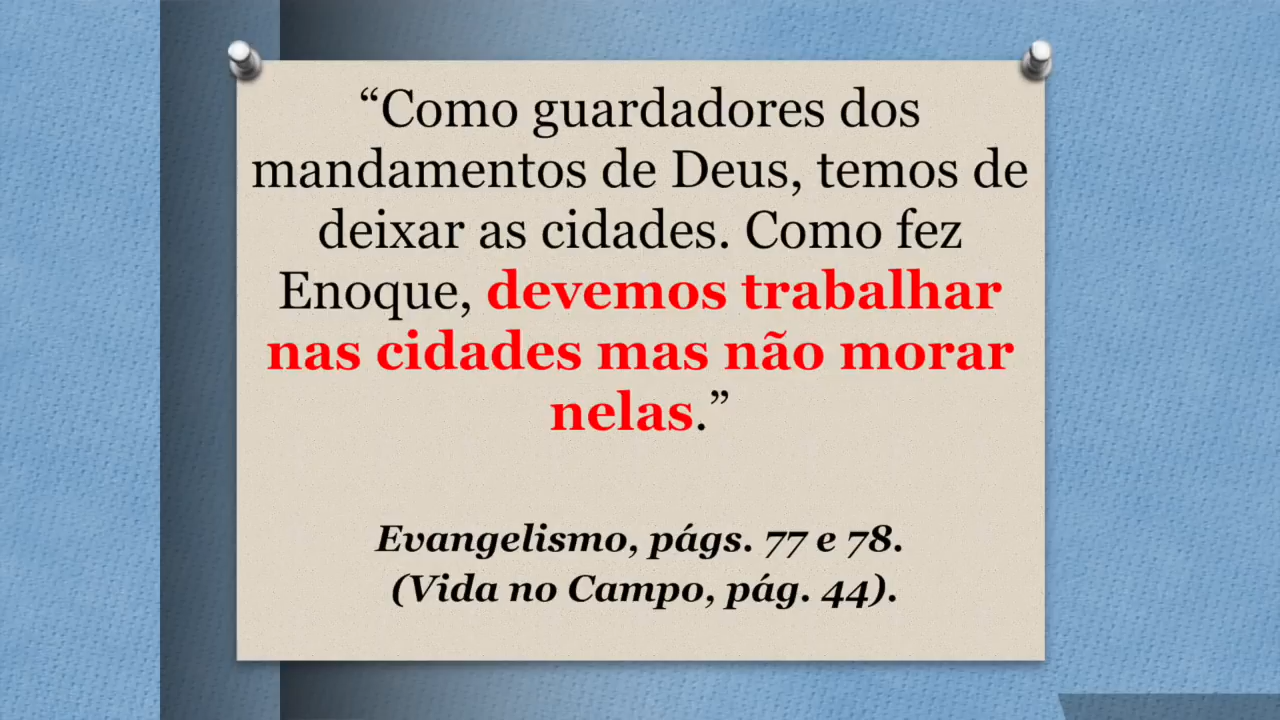 “Como guardadores dos
mandamentos de Deus, temos de
deixar as cidades. Como fez
Enoque, devemos trabalhar
nas cidades mas não morar
nelas.”
Evangelismo, págs. 77 e 78.
(Vida no Campo, pág. 44).